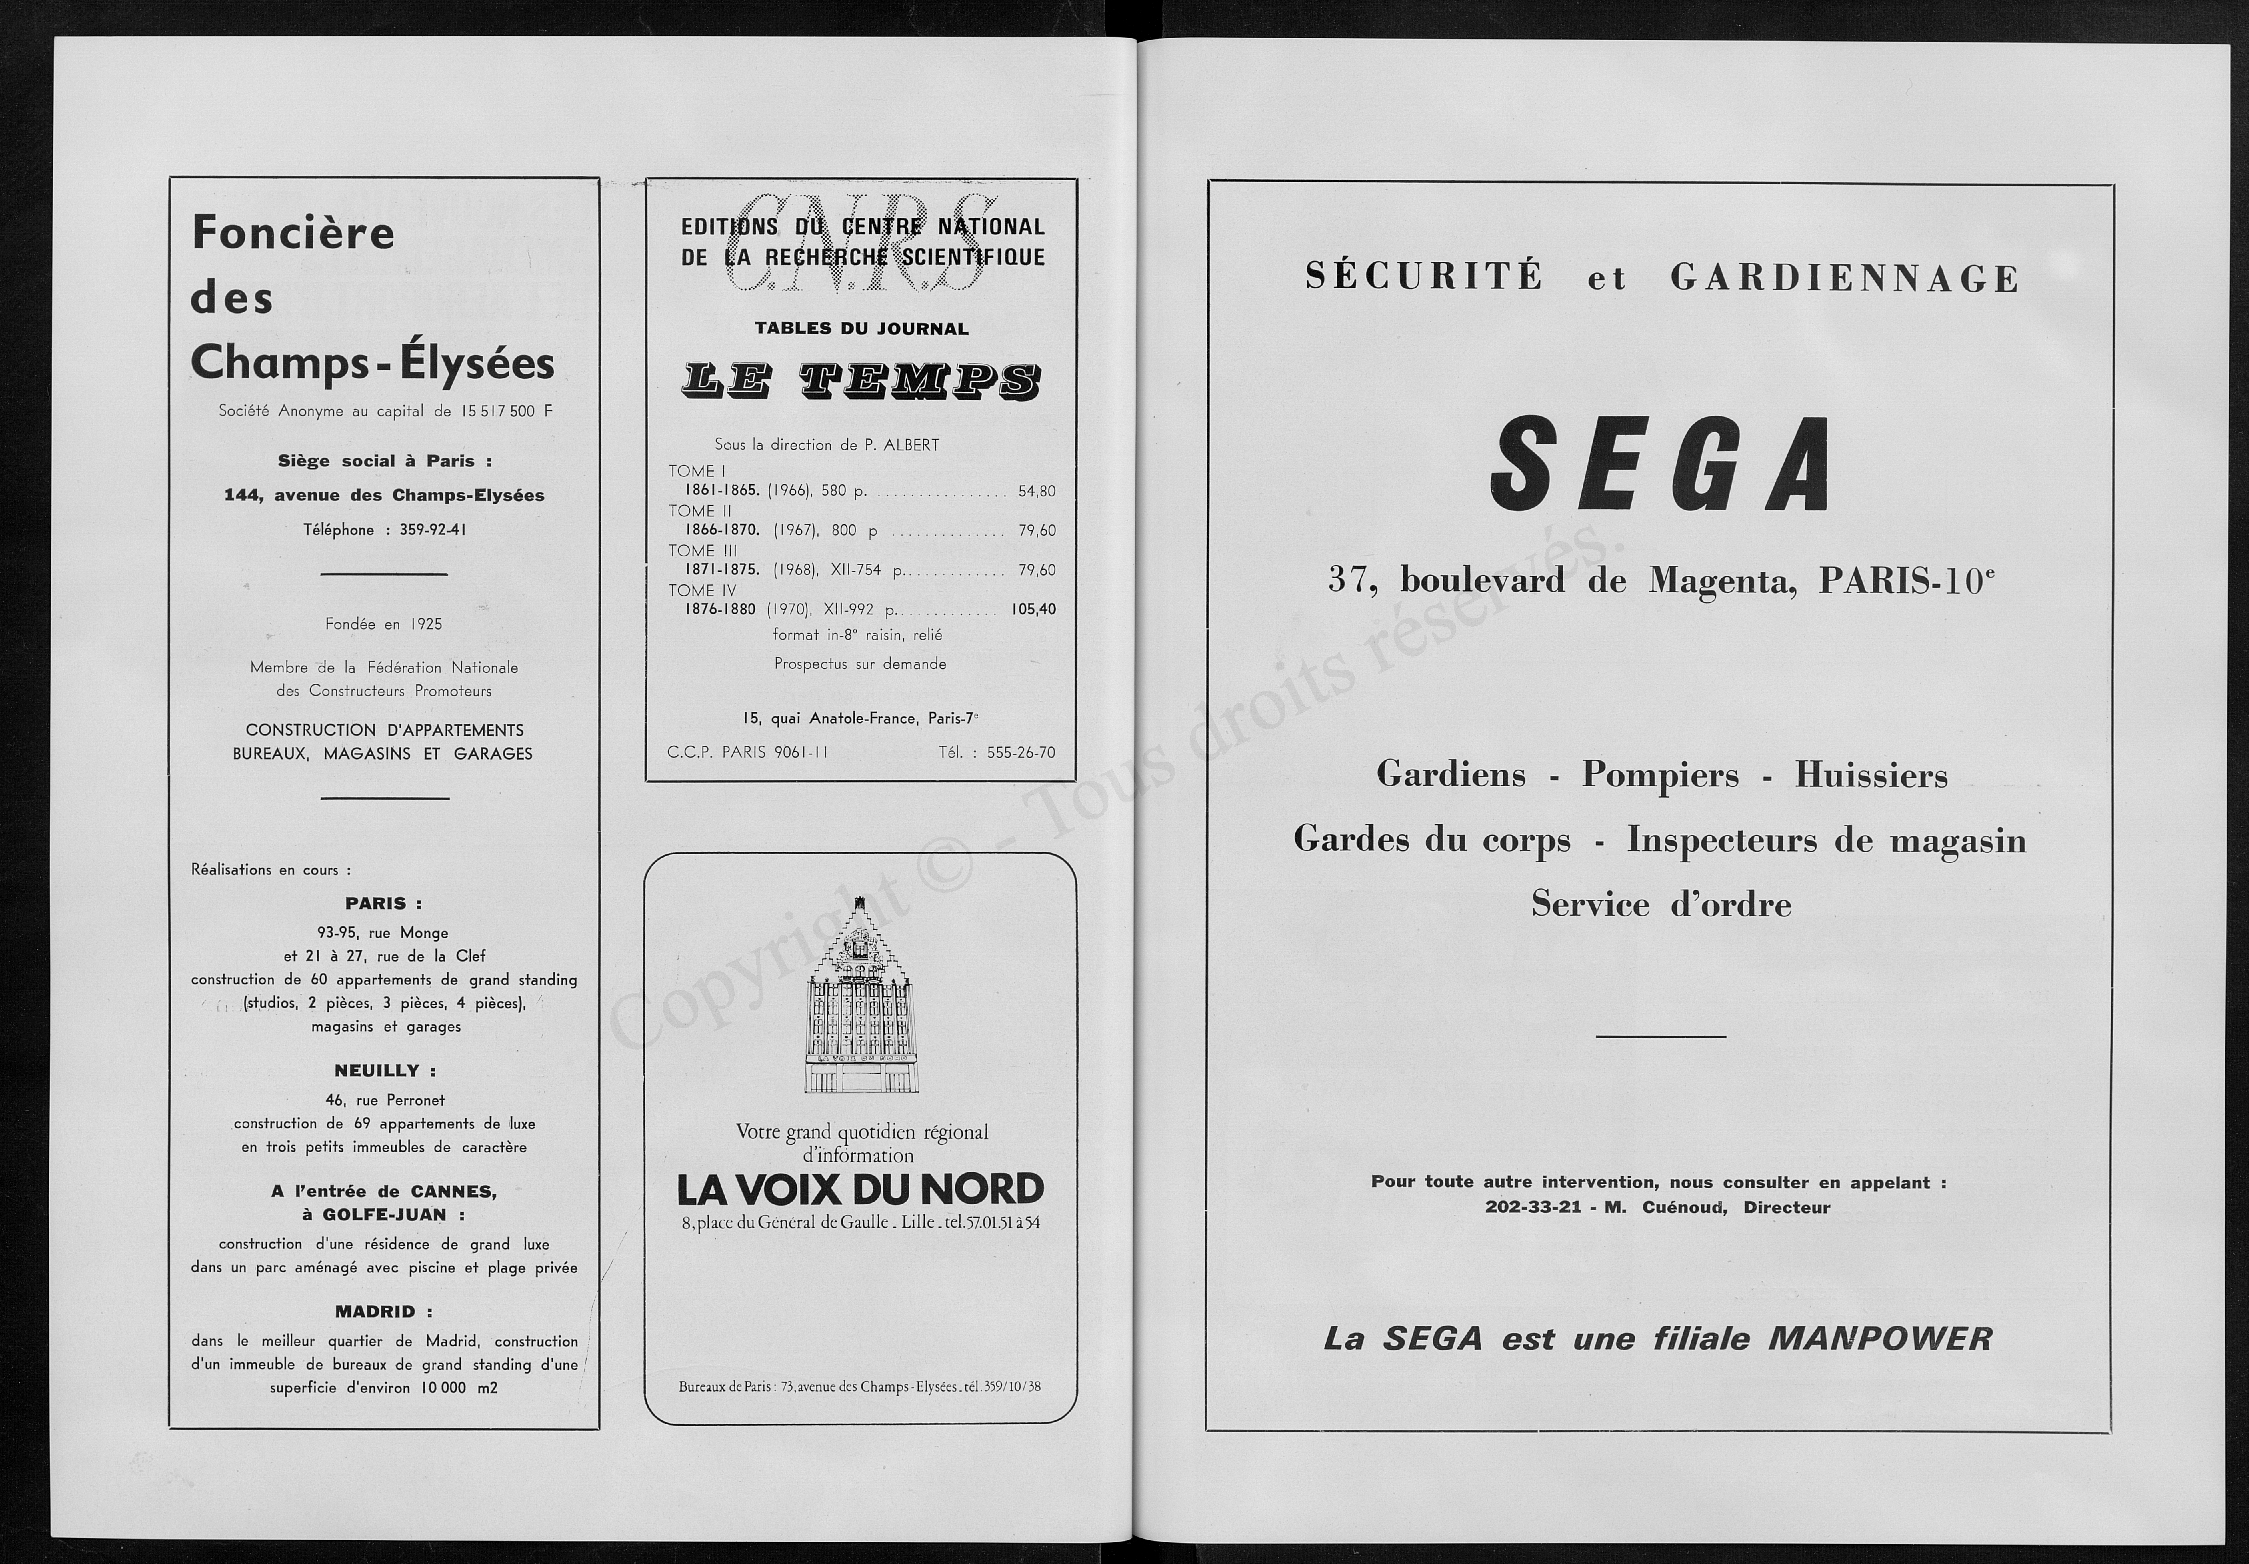 Foncière
des
Champs-Élysées
Société Anonyme au capital de 15 517 500 F
Siège social à Paris :
144, avenue des Champs-Elysées
Téléphone : 359-92-41
Fondée en 1925
Membre de la Fédération Nationale
des Constructeurs Promoteurs
CONSTRUCTION D'APPARTEMENTS
BUREAUX, MAGASINS ET GARAGES
Réalisations en cours :
PARIS :
93-95, rue Monge
et 21 à 27, rue de la Clef
construction de 60 appartements de grand standing
(studios, 2 pièces, 3 pièces, 4 pièces),
magasins et garages
NEUILLY :
46, rue Perronet
construction de 69 appartements de luxe
en trois petits immeubles de caractère
A l'entrée de CANNES,
à GOLFE-JUAN :
construction d'une résidence de grand luxe
dans un parc aménagé avec piscine et plage privée
MADRID :
dans le meilleur quartier de Madrid, construction
d'un immeuble de bureaux de grand standing d'une
superficie d'environ 10 000 m2
C.N.R.S
EDITIONS DU CENTRE NATIONAL
DE LA RECHERCHE SCIENTIFIQUE
TABLES DU JOURNAL
LE TEMPS
Sous la direction de P. ALBERT
TOME I
1861-1865. (1966), 580 p. ................ 54,80
TOME II
1866-1870. (1967), 800 p .............. 79,60
TOME III
1871-1875. (1968), XII-754 p. ............ 79,60
TOME IV
1876-1880 (1970), XII-992 p. ............ 105,40
format in-8° raisin, relié
Prospectus sur demande
15, quai Anatole-France, Paris-7e
C.C.P. PARIS 9061-11 Tél. : 555-26-70
LA VOIX DU NORD
Votre grand quotidien régional
d'information
LA VOIX DU NORD
8, place du Général de Gaulle . Lille . tel.57.01.51 à 54
Bureaux de Paris : 73, avenue des Champs-Elysées . tél. 359/10/38
SÉCURITÉ et GARDIENNAGE
SEGA
37, boulevard de Magenta, PARIS-10e
Gardiens - Pompiers - Huissiers
Gardes du corps - Inspecteurs de magasin
Service d'ordre
Pour toute autre intervention, nous consulter en appelant :
202-33-21 - M. Cuénoud, Directeur
La SEGA est une filiale MANPOWER
Copyright © - Tous droits réservés.